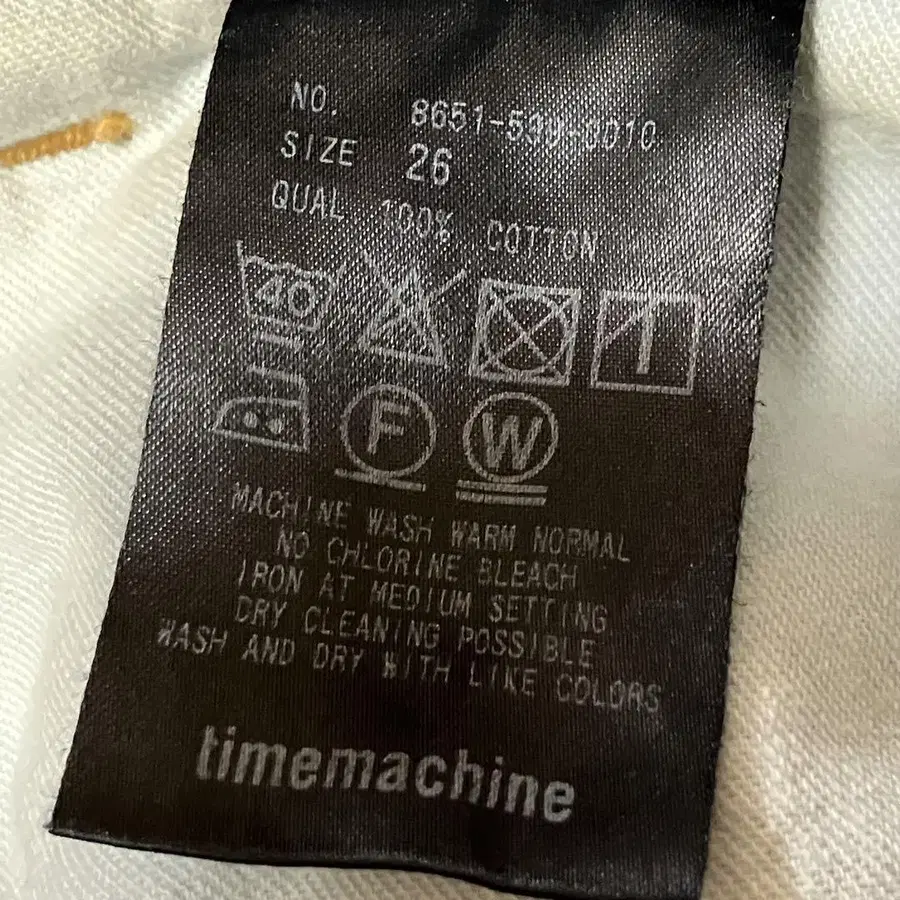 NO. 8651-539-0010
SIZE 26
QUAL 100% COTTON
40
F W
MACHINE WASH WARM NORMAL
NO CHLORINE BLEACH
IRON AT MEDIUM SETTING
DRY CLEANING POSSIBLE
WASH AND DRY WITH LIKE COLORS
timemachine